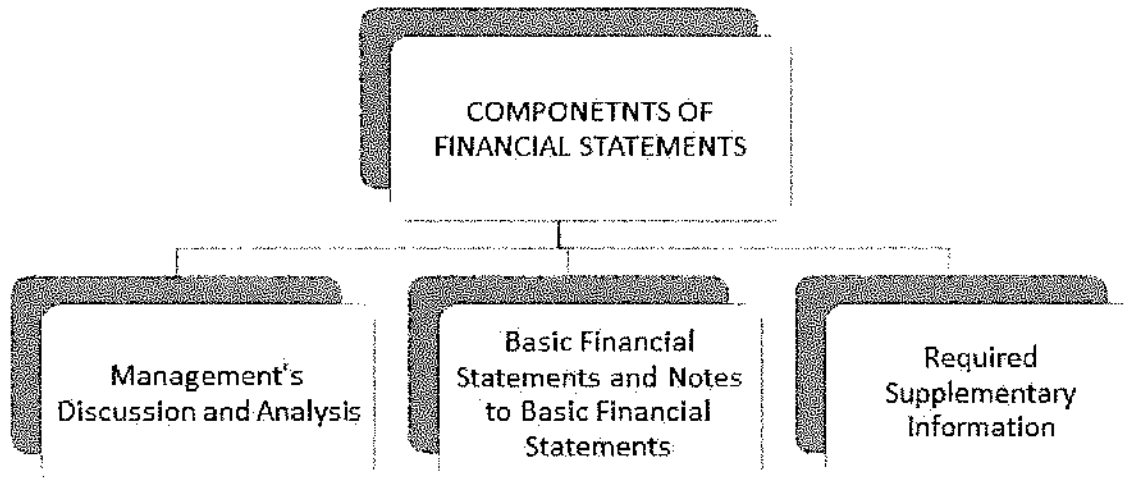 COMPONETNTS OF
FINANCIAL STATEMENTS
Management's
Discussion and Analysis
Basic Financial
Statements and Notes
to Basic Financial
Statements
Required
Supplementary
Information